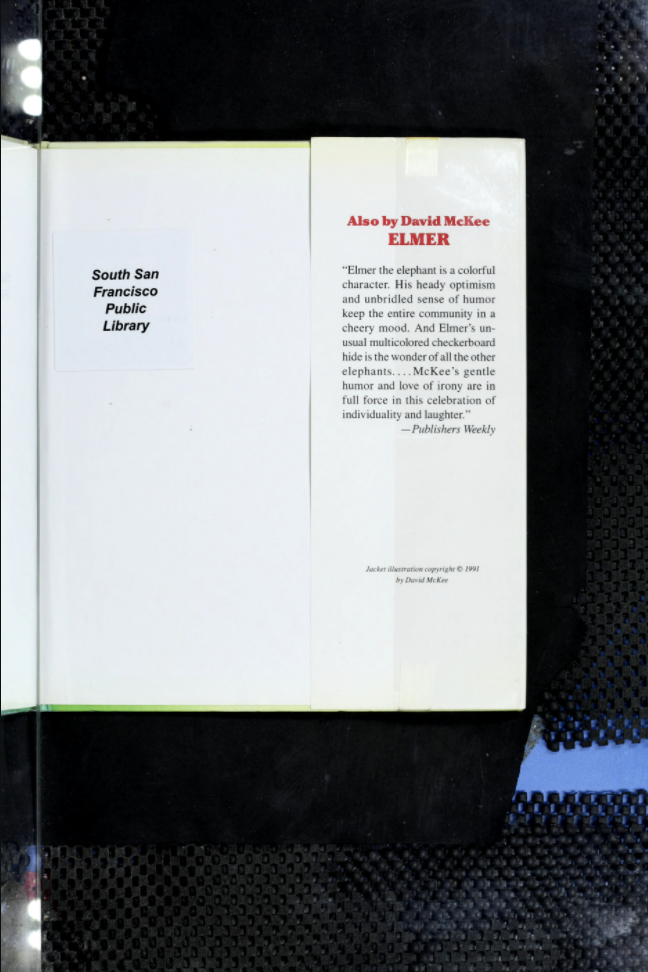 South San
Francisco
Public
Library
Also by David McKee
ELMER
“Elmer the elephant is a colorful
character. His heady optimism
and unbridled sense of humor
keep the entire community in a
cheery mood. And Elmer’s un-
usual multicolored checkerboard
hide is the wonder of all the other
elephants. . . . McKee’s gentle
humor and love of irony are in
full force in this celebration of
individuality and laughter.”
—Publishers Weekly
Jacket illustration copyright © 1991
by David McKee